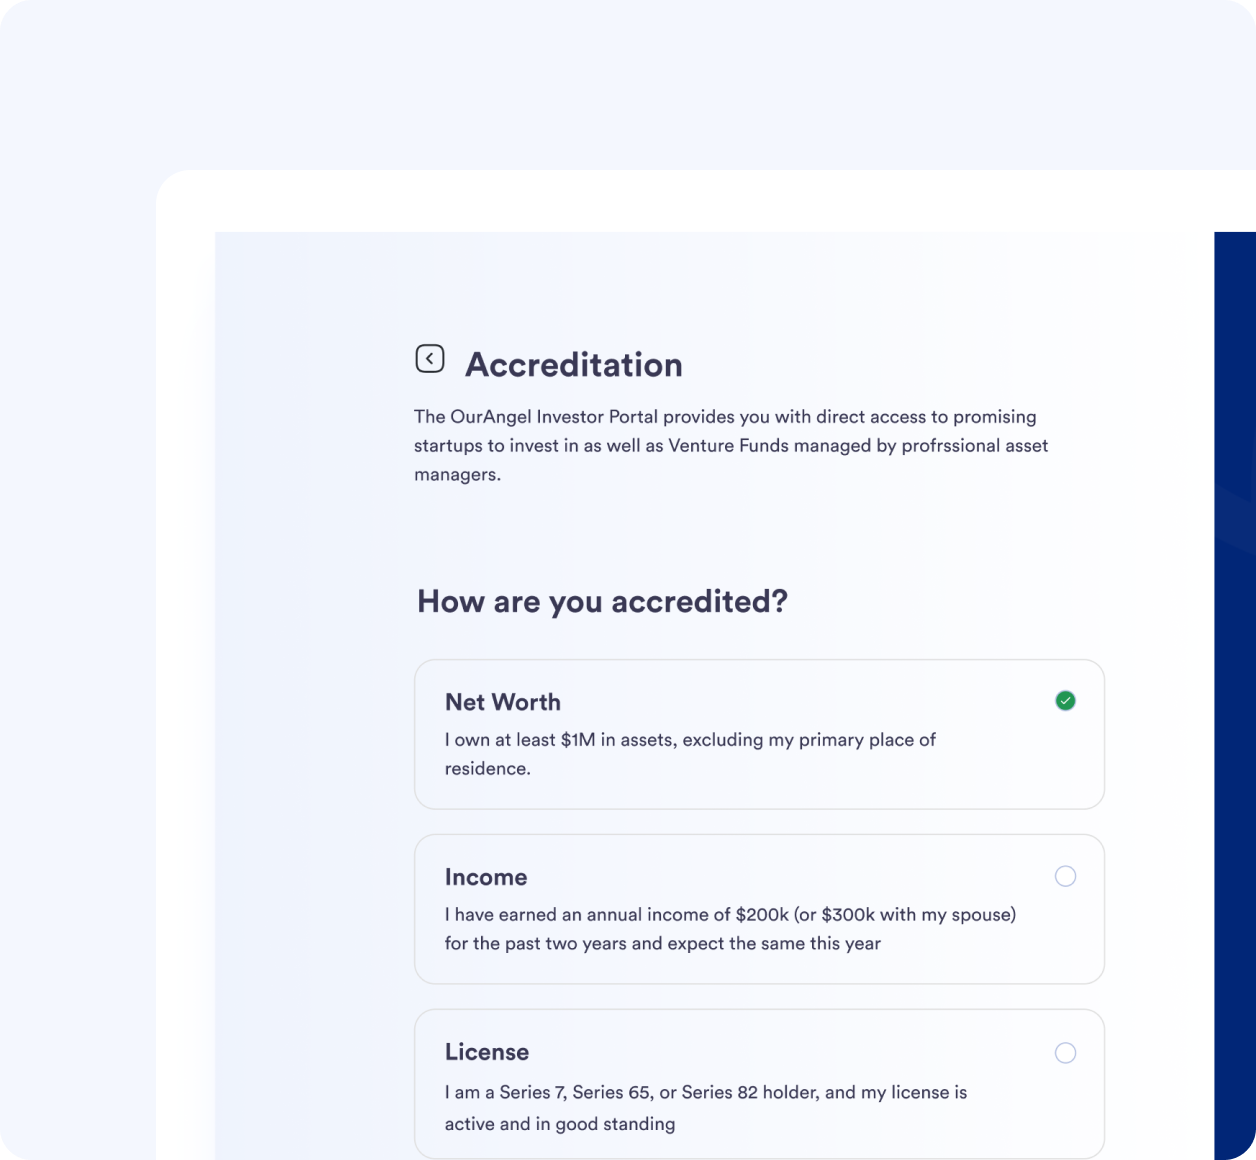 Accreditation
The OurAngel Investor Portal provides you with direct access to promising
startups to invest in as well as Venture Funds managed by profrssional asset
managers.
How are you accredited?
Net Worth
I own at least $1M in assets, excluding my primary place of
residence.
Income
I have earned an annual income of $200k (or $300k with my spouse)
for the past two years and expect the same this year
License
I am a Series 7, Series 65, or Series 82 holder, and my license is
active and in good standing